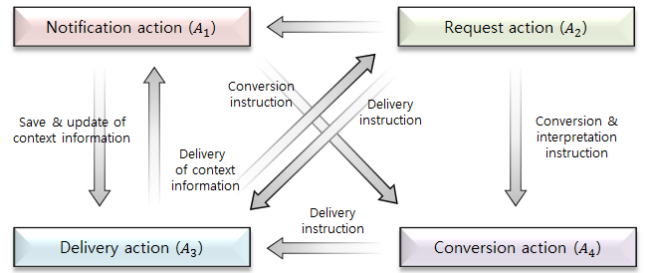 Notification action (A₁)
Request action (A₂)
Conversion
instruction
Delivery
instruction
Save & update of
context information
Conversion &
interpretation
instruction
Delivery
of context
information
Delivery
instruction
Delivery action (A₃)
Conversion action (A₄)